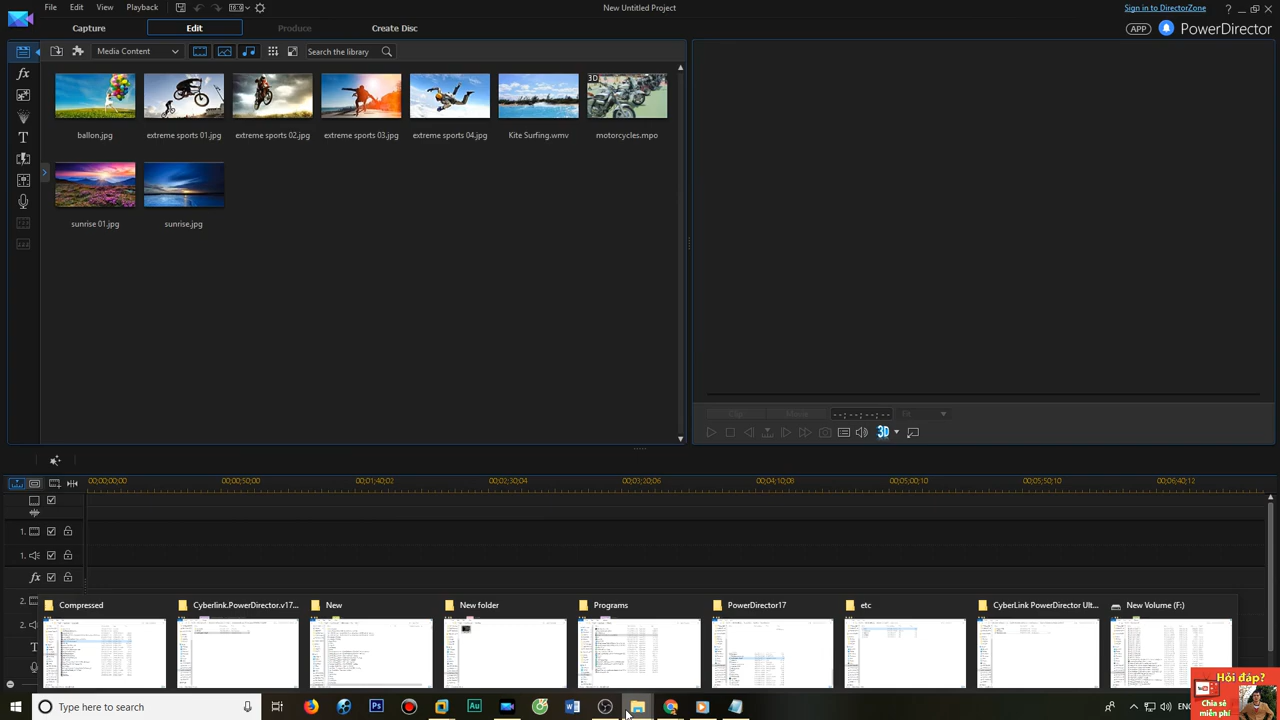 File Edit View Playback New Untitled Project Sign in to DirectorZone ?
Capture Edit Produce Create Disc APP PowerDirector
Media Content Search the library
3D
ballon.jpg extreme sports 01.jpg extreme sports 02.jpg extreme sports 03.jpg extreme sports 04.jpg Kite Surfing.wmv motorcycles.mpo
sunrise 01.jpg sunrise.jpg
Clip Movie --;--;--;-- Fit
3D
00;00;00;00 00;00;50;00 00;01;40;02 00;02;30;04 00;03;20;06 00;04;10;08 00;05;00;10 00;05;50;10 00;06;40;12
1.
1.
fx
2.
Compressed Cyberlink.PowerDirector.v17... New New folder Programs PowerDirector17 etc CyberLink PowerDirector Ult... New Volume (F:)
Hỏi đáp?
Chia sẻ
miễn phí
Type here to search ENG